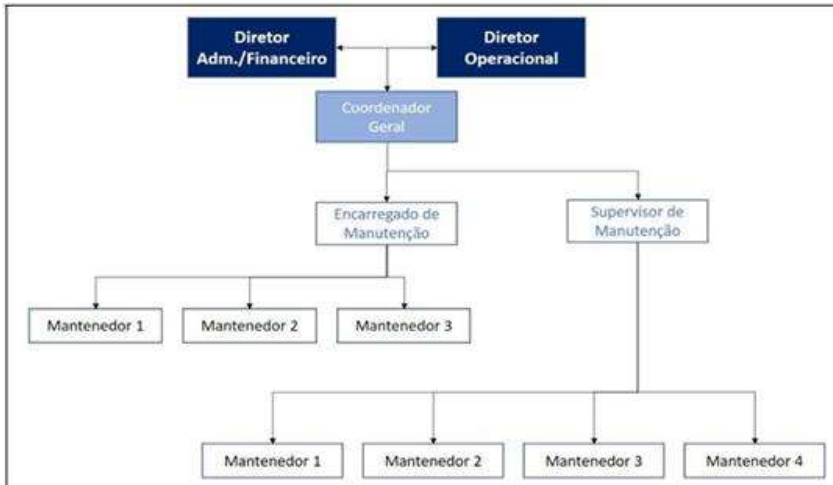 Diretor
Adm./Financeiro
Diretor
Operacional
Coordenador
Geral
Encarregado de
Manutenção
Supervisor de
Manutenção
Mantenedor 1
Mantenedor 2
Mantenedor 3
Mantenedor 1
Mantenedor 2
Mantenedor 3
Mantenedor 4